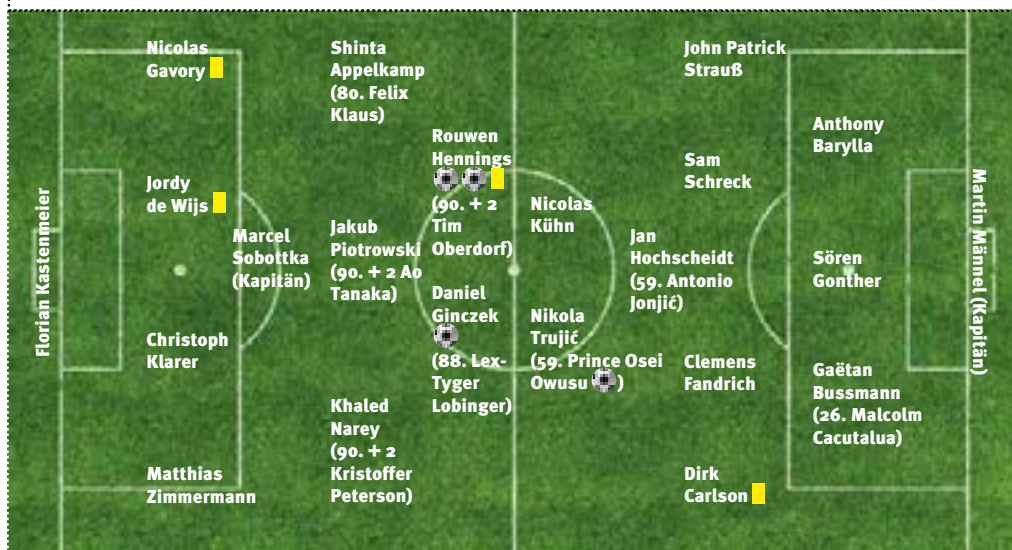 Florian Kastenmeier
Nicolas
Gavory
Jordy
de Wijs
Christoph
Klarer
Matthias
Zimmermann
Marcel
Sobottka
(Kapitän)
Shinta
Appelkamp
(80. Felix
Klaus)
Jakub
Piotrowski
(90. + 2 Ao
Tanaka)
Khaled
Narey
(90. + 2
Kristoffer
Peterson)
Rouwen
Hennings
(90. + 2
Tim
Oberdorf)
Daniel
Ginczek
(88. Lex-
Tyger
Lobinger)
Nicolas
Kühn
Nikola
Trujić
(59. Prince Osei
Owusu )
Jan
Hochscheidt
(59. Antonio
Jonjić)
John Patrick
Strauß
Sam
Schreck
Clemens
Fandrich
Dirk
Carlson
Anthony
Barylla
Sören
Gonther
Gaëtan
Bussmann
(26. Malcolm
Cacutalua)
Martin Männel (Kapitän)